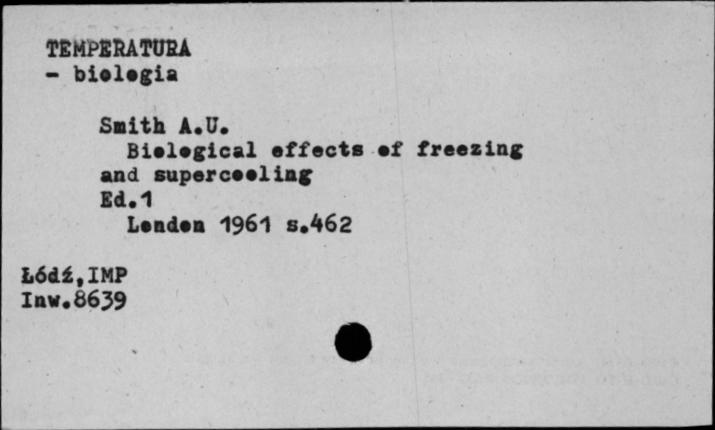 TEMPERATURA
- biologia
Smith A.U.
Biological effects of freezing
and supercooling
Ed.1
London 1961 s.462
Łódź,IMP
Inw.8639